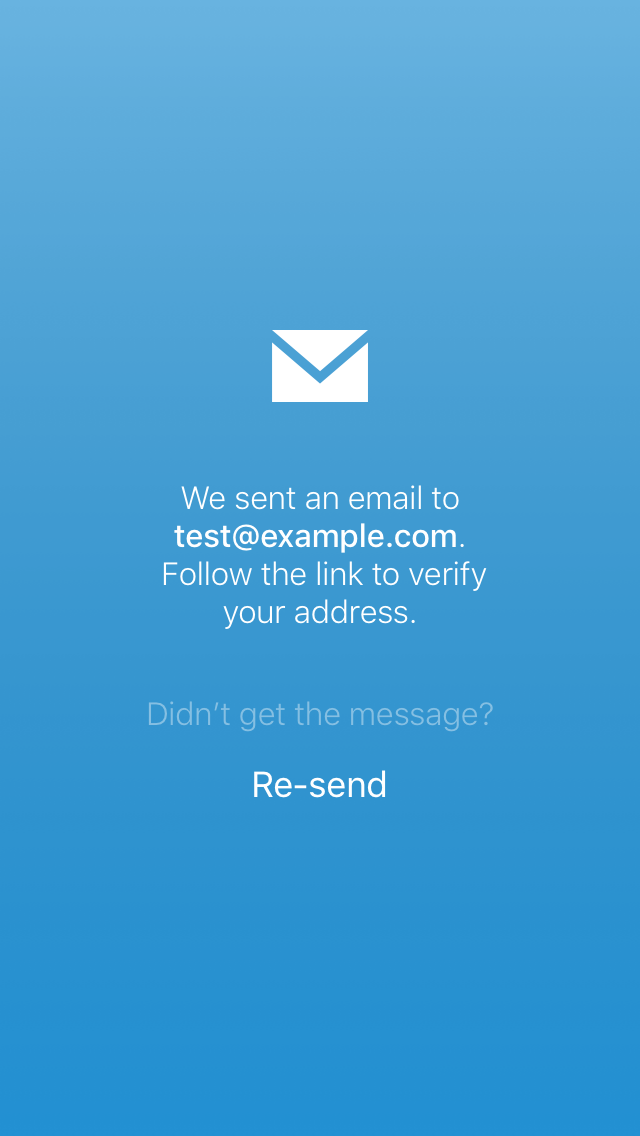 We sent an email to
test@example.com.
Follow the link to verify
your address.
Didn’t get the message?
Re-send